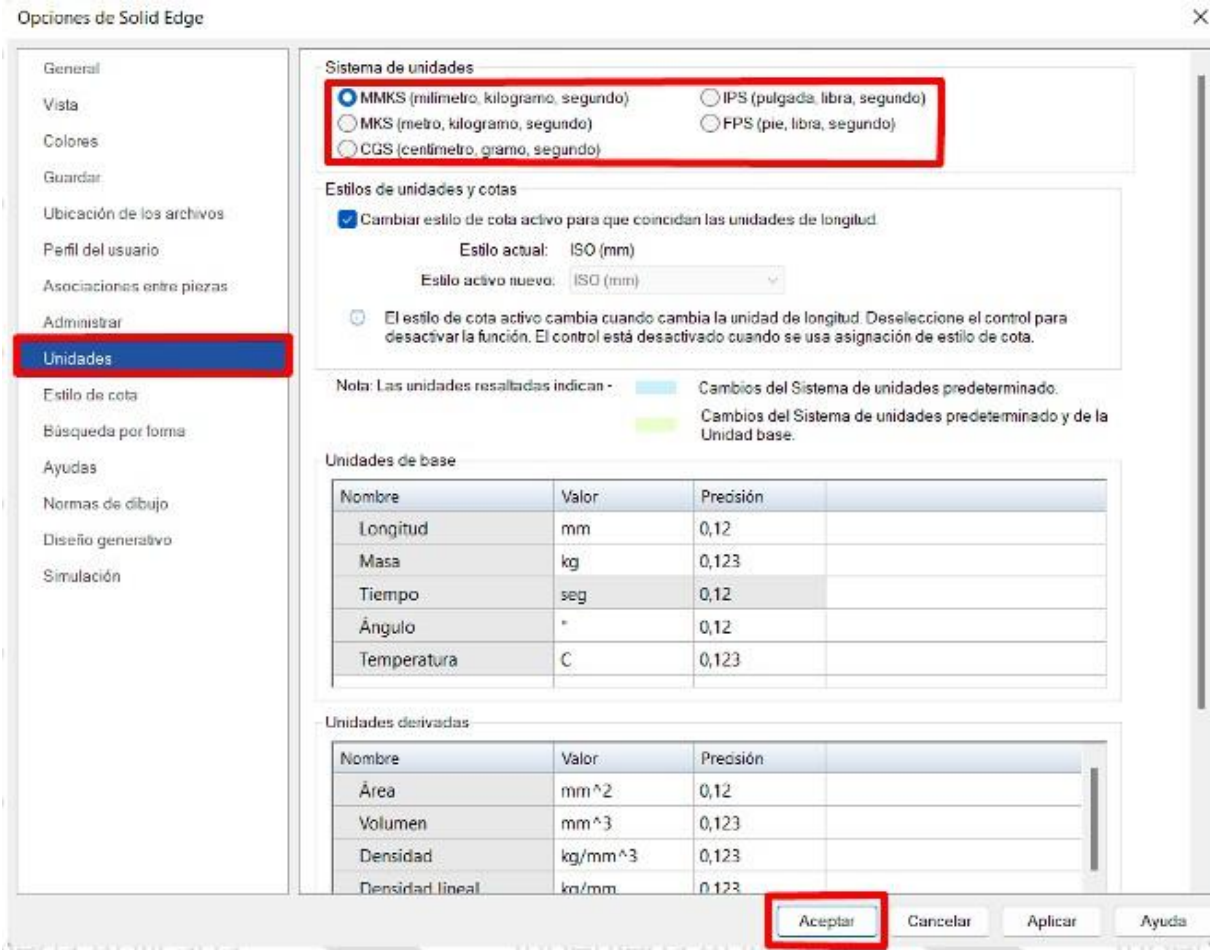 Opciones de Solid Edge
General
Vista
Colores
Guardar
Ubicación de los archivos
Perfil del usuario
Asociaciones entre piezas
Administrar
Unidades
Estilo de cota
Búsqueda por forma
Ayudas
Normas de dibujo
Diseño generativo
Simulación
Sistema de unidades
MMKS (milímetro, kilogramo, segundo) IPS (pulgada, libra, segundo)
MKS (metro, kilogramo, segundo) FPS (pie, libra, segundo)
CGS (centímetro, gramo, segundo)
Estilos de unidades y cotas
Cambiar estilo de cota activo para que coincidan las unidades de longitud.
Estilo actual: ISO (mm)
Estilo activo nuevo: ISO (mm)
El estilo de cota activo cambia cuando cambia la unidad de longitud. Deseleccione el control para
desactivar la función. El control está desactivado cuando se usa asignación de estilo de cota.
Nota: Las unidades resaltadas indican - Cambios del Sistema de unidades predeterminado.
Cambios del Sistema de unidades predeterminado y de la
Unidad base.
Unidades de base
Nombre Valor Precisión
Longitud mm 0,12
Masa kg 0,123
Tiempo seg 0,12
Ángulo ° 0,12
Temperatura C 0,123
Unidades derivadas
Nombre Valor Precisión
Área mm^2 0,12
Volumen mm^3 0,123
Densidad kg/mm^3 0,123
Densidad lineal kg/mm 0,123
Aceptar Cancelar Aplicar Ayuda